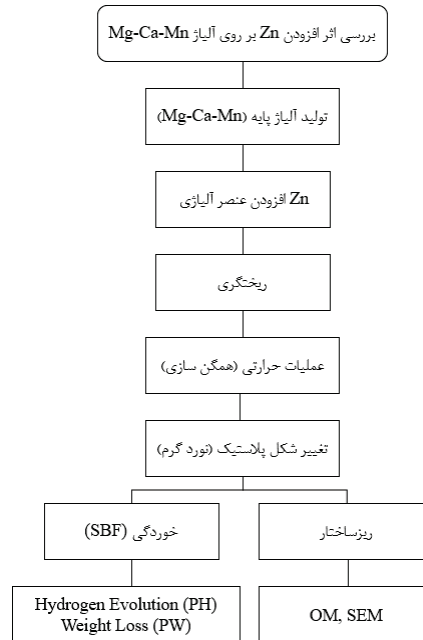 بررسی اثر افزودن Zn بر روی آلیاژ Mg-Ca-Mn
تولید آلیاژ پایه (Mg-Ca-Mn)
Zn افزودن عنصر آلیاژی
ریختگری
عملیات حرارتی (همگن سازی)
تغییر شکل پلاستیک (نورد گرم)
ریزساختار
خوردگی (SBF)
OM, SEM
Hydrogen Evolution (PH)
Weight Loss (PW)